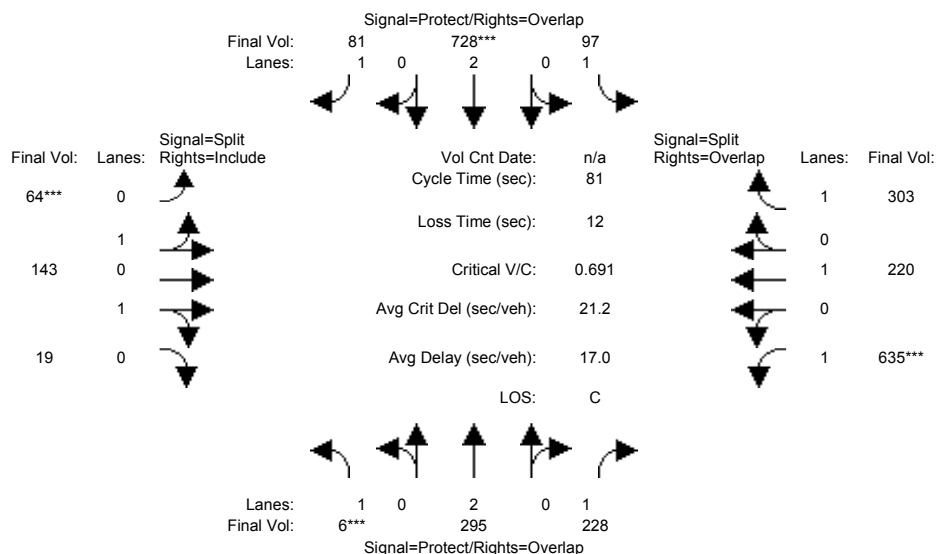 Signal=Protect/Rights=Overlap
Final Vol: 81 728*** 97
Lanes: 1 0 2 0 1
Signal=Split Signal=Split
Final Vol: Lanes: Rights=Include Vol Cnt Date: n/a Rights=Overlap Lanes: Final Vol:
Cycle Time (sec): 81
64*** 0 1 303
Loss Time (sec): 12
1 0
143 0 Critical V/C: 0.691 1 220
1 Avg Crit Del (sec/veh): 21.2 0
19 0 Avg Delay (sec/veh): 17.0 1 635***
LOS: C
Lanes: 1 0 2 0 1
Final Vol: 6*** 295 228
Signal=Protect/Rights=Overlap